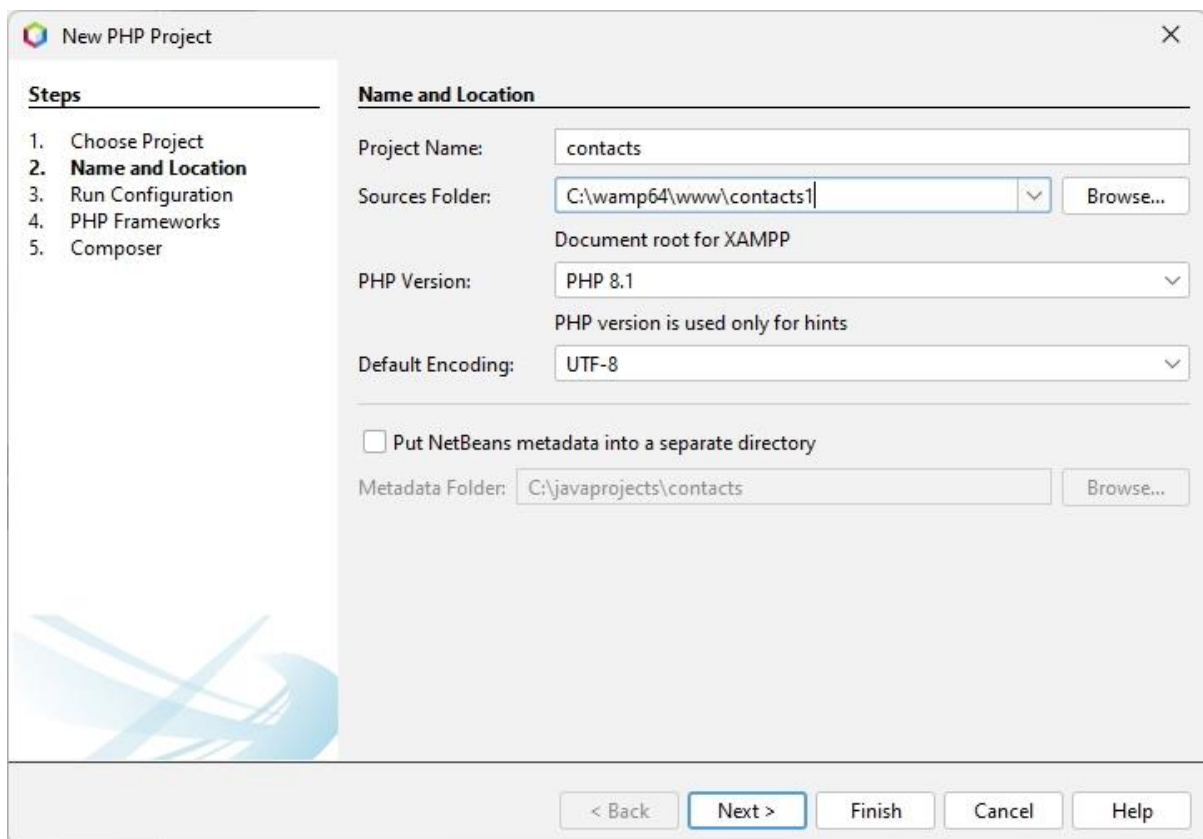 New PHP Project
Steps
1. Choose Project
2. Name and Location
3. Run Configuration
4. PHP Frameworks
5. Composer
Name and Location
Project Name: contacts
Sources Folder: C:\wamp64\www\contacts1 Browse...
Document root for XAMPP
PHP Version: PHP 8.1
PHP version is used only for hints
Default Encoding: UTF-8
Put NetBeans metadata into a separate directory
Metadata Folder: C:\javaprojects\contacts Browse...
< Back Next > Finish Cancel Help